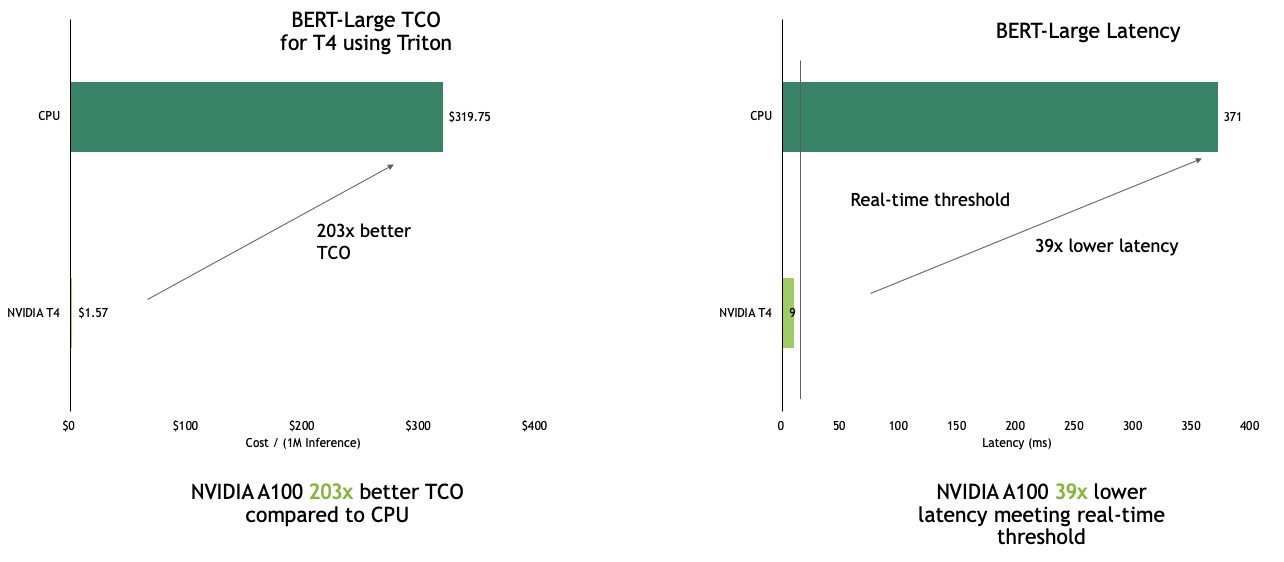 BERT-Large TCO
for T4 using Triton
CPU
$319.75
203x better
TCO
NVIDIA T4
$1.57
$0
$100
$200
$300
$400
Cost / (1M Inference)
NVIDIA A100 203x better TCO
compared to CPU
BERT-Large Latency
CPU
371
Real-time threshold
39x lower latency
NVIDIA T4
9
0
50
100
150
200
250
300
350
400
Latency (ms)
NVIDIA A100 39x lower
latency meeting real-time
threshold